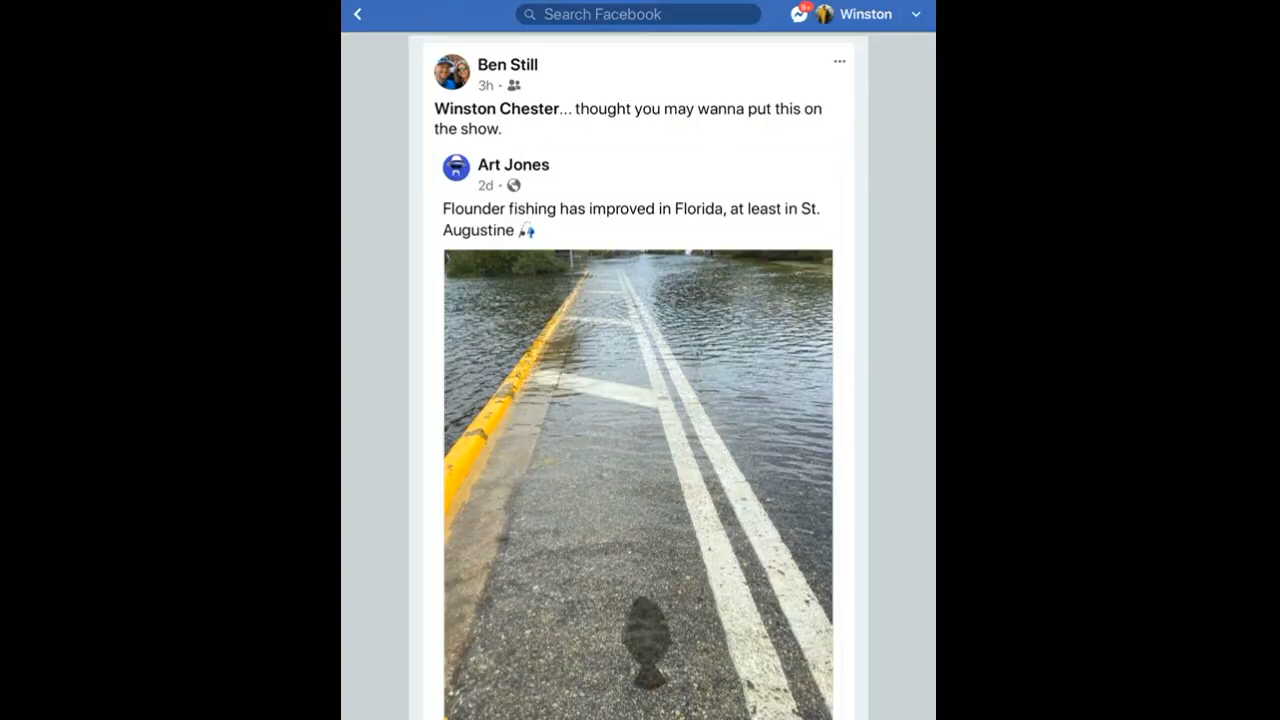 Search Facebook
9+
Winston
Ben Still
3h ·
Winston Chester... thought you may wanna put this on
the show.
Art Jones
2d ·
Flounder fishing has improved in Florida, at least in St.
Augustine 🎣